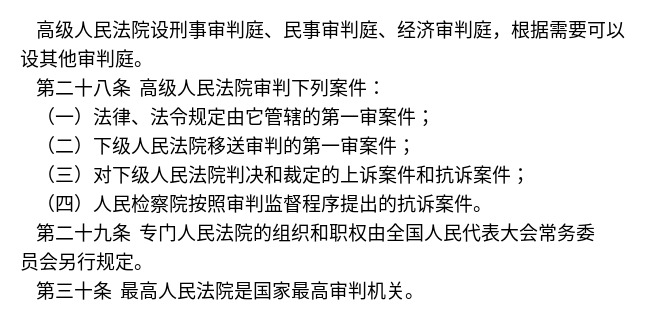 高级人民法院设刑事审判庭、民事审判庭、经济审判庭，根据需要可以
设其他审判庭。
第二十八条 高级人民法院审判下列案件：
（一）法律、法令规定由它管辖的第一审案件；
（二）下级人民法院移送审判的第一审案件；
（三）对下级人民法院判决和裁定的上诉案件和抗诉案件；
（四）人民检察院按照审判监督程序提出的抗诉案件。
第二十九条 专门人民法院的组织和职权由全国人民代表大会常务委
员会另行规定。
第三十条 最高人民法院是国家最高审判机关。